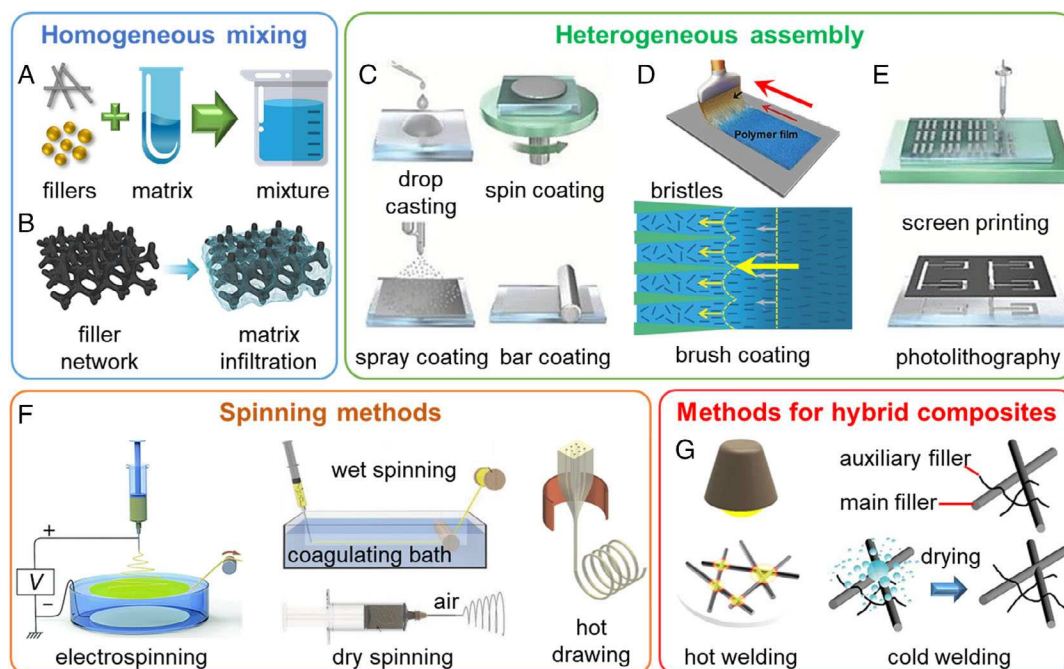 Homogeneous mixing
A
fillers
matrix
mixture
B
filler
network
matrix
infiltration
Heterogeneous assembly
C
drop
casting
spin coating
spray coating
bar coating
D
Polymer film
bristles
brush coating
E
screen printing
photolithography
F
Spinning methods
+
V
−
electrospinning
wet spinning
coagulating bath
air
dry spinning
hot
drawing
Methods for hybrid composites
G
auxiliary filler
main filler
drying
hot welding
cold welding